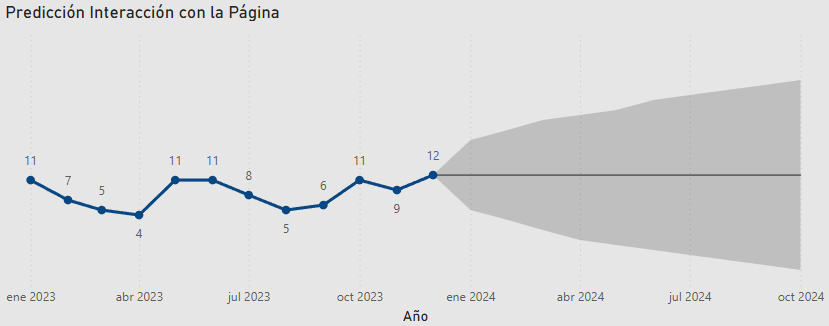 Predicción Interacción con la Página
11
7
5
4
11
11
8
5
6
11
9
12
ene 2023
abr 2023
jul 2023
oct 2023
ene 2024
abr 2024
jul 2024
oct 2024
Año